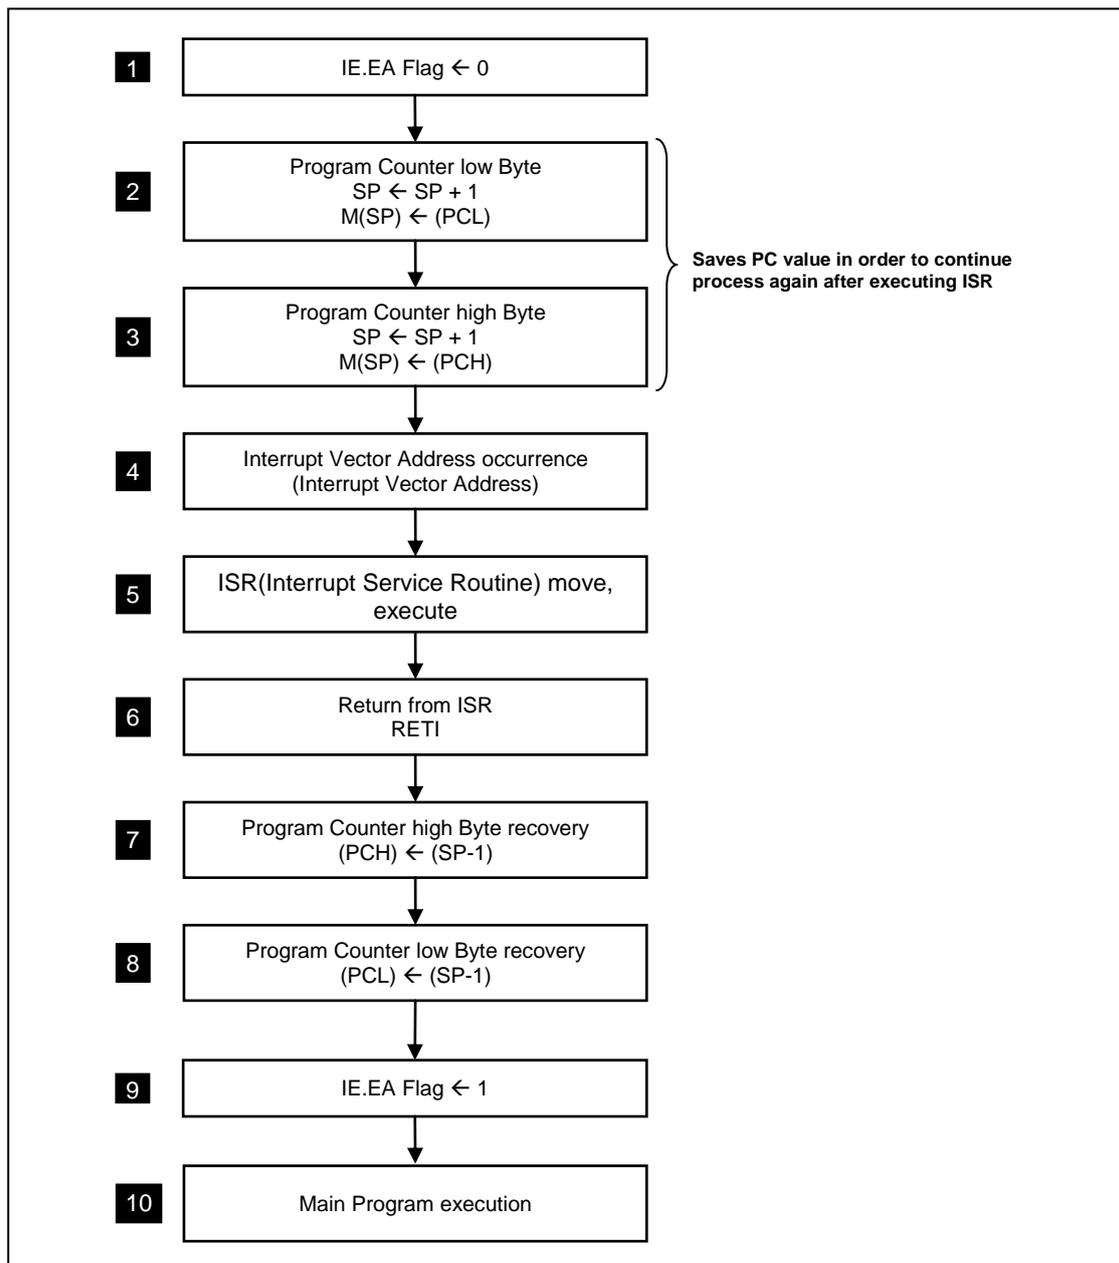 1
IE.EA Flag ← 0
2
Program Counter low Byte
SP ← SP + 1
M(SP) ← (PCL)
Saves PC value in order to continue
process again after executing ISR
3
Program Counter high Byte
SP ← SP + 1
M(SP) ← (PCH)
4
Interrupt Vector Address occurrence
(Interrupt Vector Address)
5
ISR(Interrupt Service Routine) move,
execute
6
Return from ISR
RETI
7
Program Counter high Byte recovery
(PCH) ← (SP-1)
8
Program Counter low Byte recovery
(PCL) ← (SP-1)
9
IE.EA Flag ← 1
10
Main Program execution